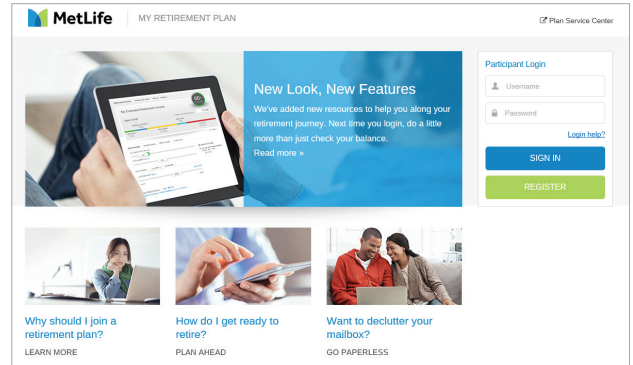 MetLife
MY RETIREMENT PLAN
Plan Service Center
New Look, New Features
We've added new resources to help you along your
retirement journey. Next time you login, do a little
more than just check your balance.
Read more »
Participant Login
Username
Password
Login help?
SIGN IN
REGISTER
Why should I join a
retirement plan?
LEARN MORE
How do I get ready to
retire?
PLAN AHEAD
Want to declutter your
mailbox?
GO PAPERLESS